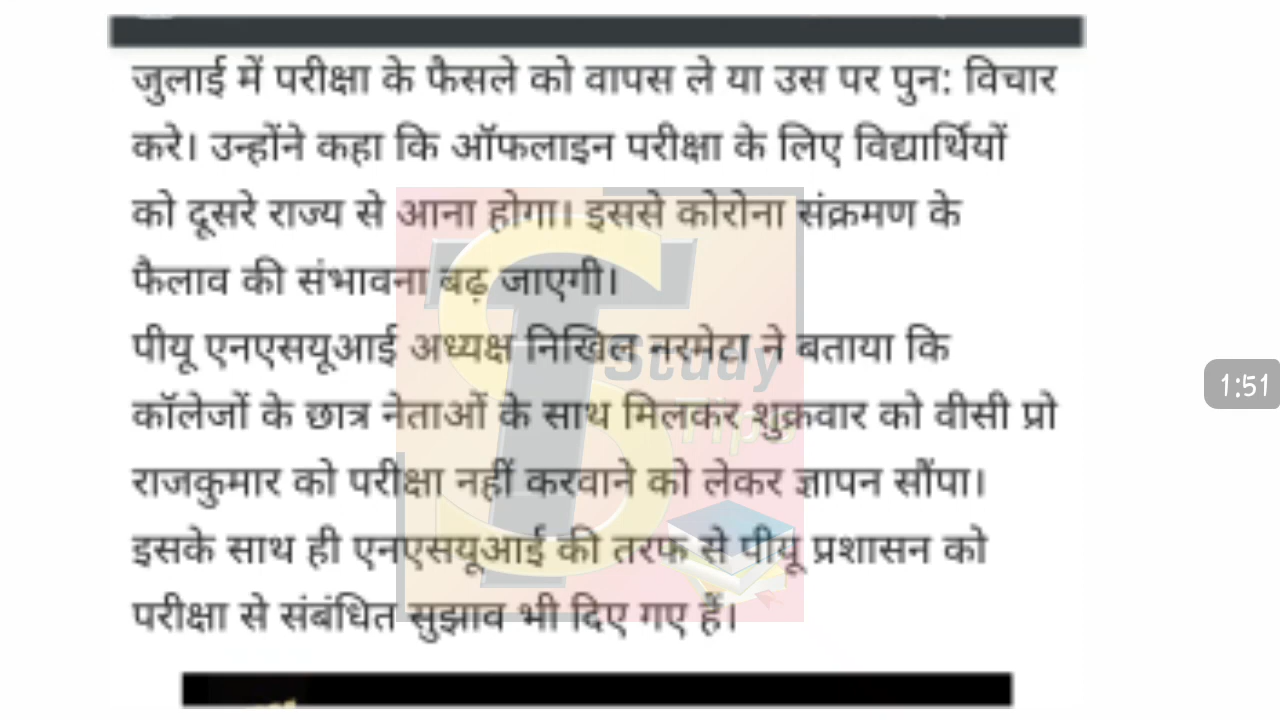 जुलाई में परीक्षा के फैसले को वापस ले या उस पर पुन: विचार
करे। उन्होंने कहा कि ऑफलाइन परीक्षा के लिए विद्यार्थियों
को दूसरे राज्य से आना होगा। इससे कोरोना संक्रमण के
फैलाव की संभावना बढ़ जाएगी।
पीयू एनएसयूआई अध्यक्ष निखिल नरमेटा ने बताया कि
कॉलेजों के छात्र नेताओं के साथ मिलकर शुक्रवार को वीसी प्रो
राजकुमार को परीक्षा नहीं करवाने को लेकर ज्ञापन सौंपा।
इसके साथ ही एनएसयूआई की तरफ से पीयू प्रशासन को
परीक्षा से संबंधित सुझाव भी दिए गए हैं।
Study
Tips
1:51